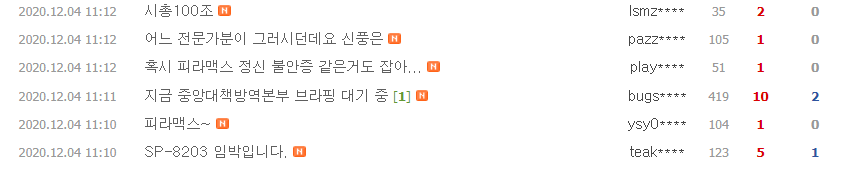 2020.12.04 11:12 시총100조 N lsmz**** 35 2 0
2020.12.04 11:12 어느 전문가분이 그러시던데요 신풍은 N pazz**** 105 1 0
2020.12.04 11:12 혹시 피라맥스 정신 불안증 같은거도 잡아... N play**** 51 1 0
2020.12.04 11:11 지금 중앙대책방역본부 브라핑 대기 중 [1] N bugs**** 419 10 2
2020.12.04 11:10 피라맥스~ N ysy0**** 104 1 0
2020.12.04 11:10 SP-8203 임박입니다. N teak**** 123 5 1